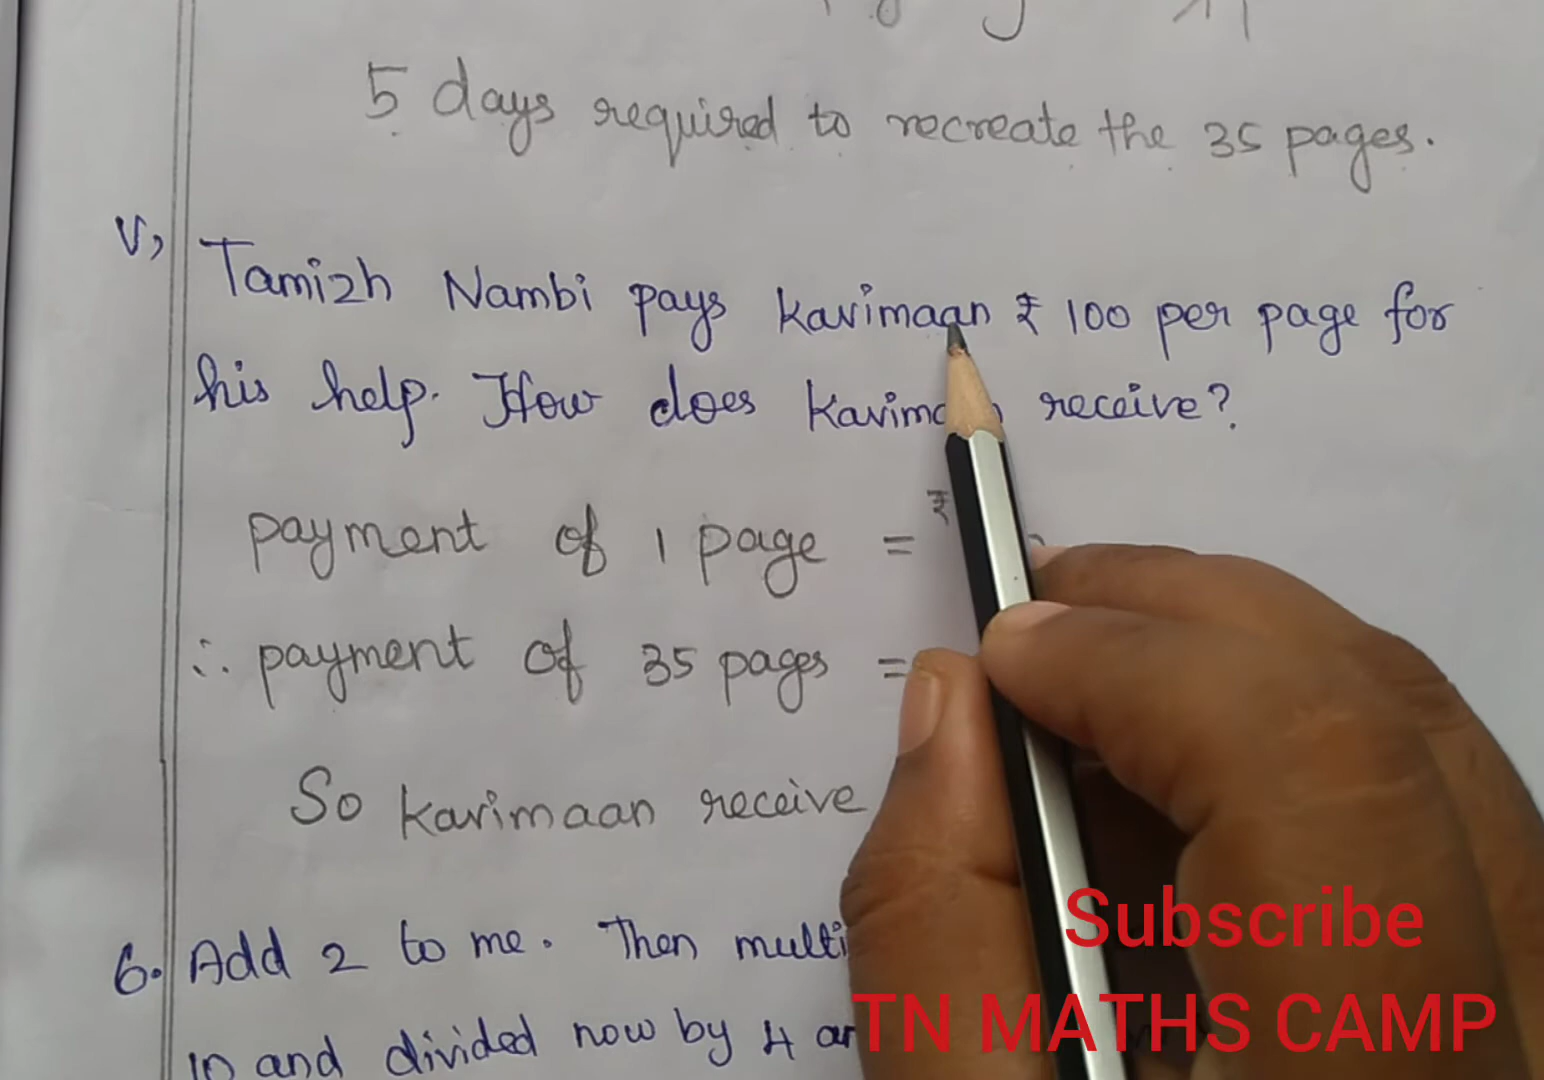 5 days required to recreate the 35 pages.
V, Tamizh Nambi pays Kavimaan ₹ 100 per page for
his help. How does Kavimaan receive?
payment of 1 page = ₹
∴ payment of 35 pages =
So Kavimaan receive
6. Add 2 to me. Then multi
10 and divided now by 4 an
Subscribe
TN MATHS CAMP